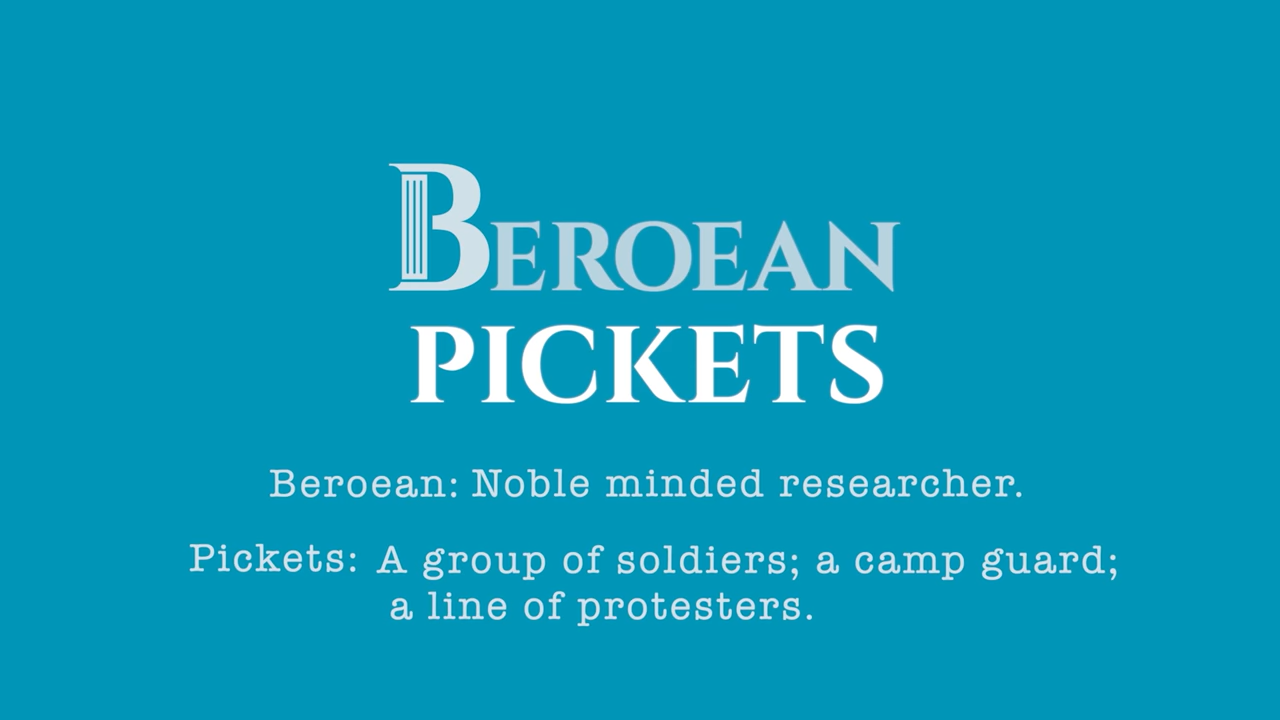 BEROEAN
PICKETS
Beroean: Noble minded researcher.
Pickets: A group of soldiers; a camp guard;
a line of protesters.